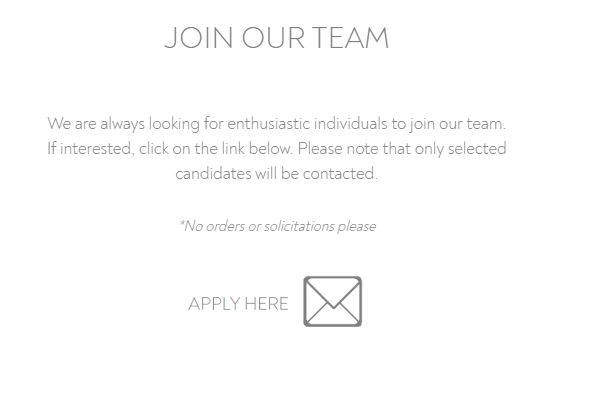 JOIN OUR TEAM
We are always looking for enthusiastic individuals to join our team.
If interested, click on the link below. Please note that only selected
candidates will be contacted.
*No orders or solicitations please
APPLY HERE